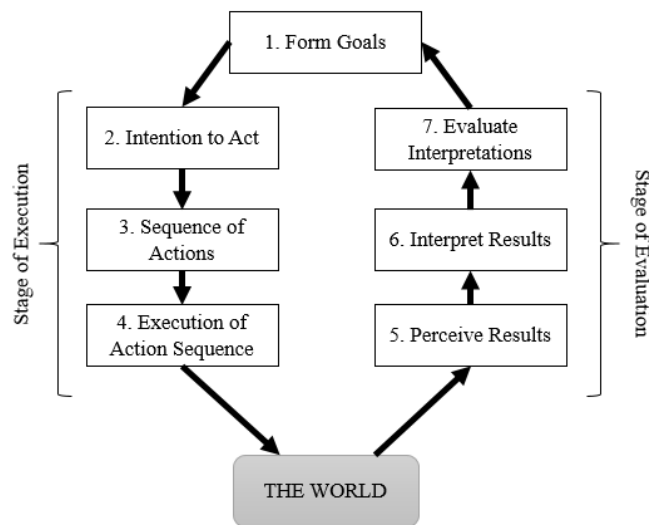 1. Form Goals
Stage of Execution
2. Intention to Act
3. Sequence of
Actions
4. Execution of
Action Sequence
THE WORLD
5. Perceive Results
6. Interpret Results
7. Evaluate
Interpretations
Stage of Evaluation